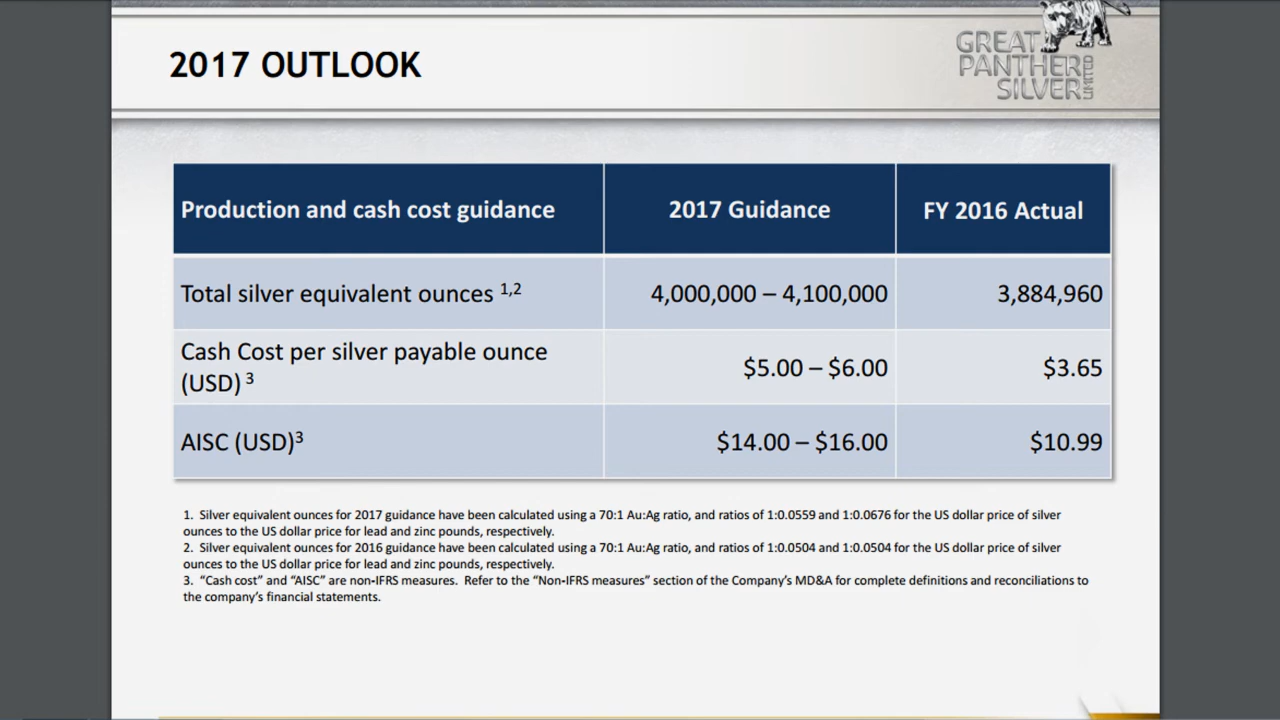 2017 OUTLOOK
GREAT
PANTHER
SILVER
LIMITED
Production and cash cost guidance
2017 Guidance
FY 2016 Actual
Total silver equivalent ounces 1,2
4,000,000 – 4,100,000
3,884,960
Cash Cost per silver payable ounce
(USD) 3
$5.00 – $6.00
$3.65
AISC (USD)3
$14.00 – $16.00
$10.99
1. Silver equivalent ounces for 2017 guidance have been calculated using a 70:1 Au:Ag ratio, and ratios of 1:0.0559 and 1:0.0676 for the US dollar price of silver
ounces to the US dollar price for lead and zinc pounds, respectively.
2. Silver equivalent ounces for 2016 guidance have been calculated using a 70:1 Au:Ag ratio, and ratios of 1:0.0504 and 1:0.0504 for the US dollar price of silver
ounces to the US dollar price for lead and zinc pounds, respectively.
3. “Cash cost” and “AISC” are non-IFRS measures. Refer to the “Non-IFRS measures” section of the Company’s MD&A for complete definitions and reconciliations to
the company’s financial statements.